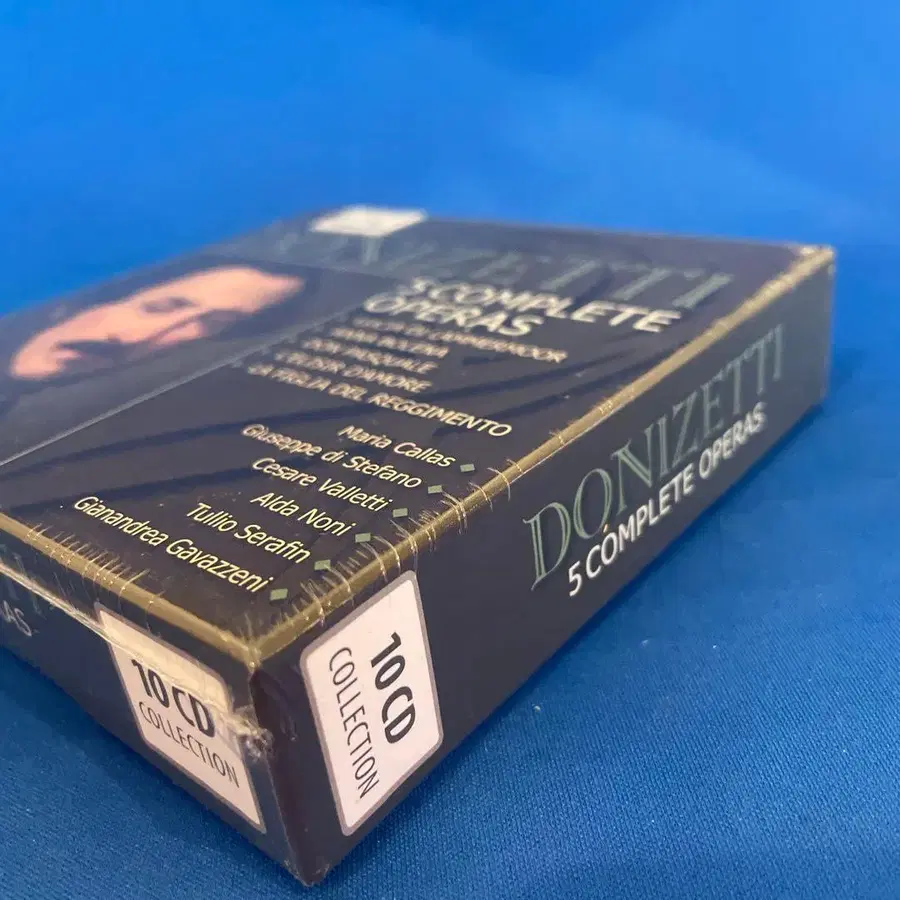 DONIZETTI
5 COMPLETE
OPERAS
LUCIA DI LAMMERMOOR
ANNA BOLENA
DON PASQUALE
L'ELISIR D'AMORE
LA FIGLIA DEL REGGIMENTO
Maria Callas
Giuseppe di Stefano
Cesare Valletti
Alda Noni
Tulio Serafin
Gianandrea Gavazzeni
DONIZETTI
5 COMPLETE OPERAS
10 CD
COLLECTION
10 CD
COLLECTION